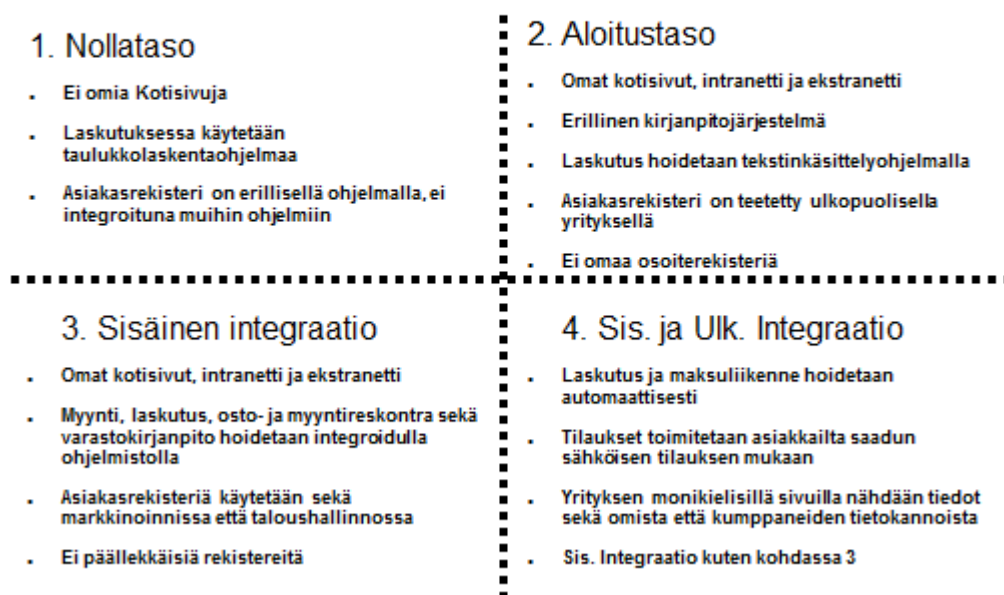 1. Nollataso
. Ei omia Kotisivuja
. Laskutuksessa käytetään
taulukkolaskentaohjelmaa
. Asiakasrekisteri on erillisellä ohjelmalla, ei
integroituna muihin ohjelmiin
2. Aloitustaso
. Omat kotisivut, intranetti ja ekstranetti
. Erillinen kirjanpitojärjestelmä
. Laskutus hoidetaan tekstinkäsittelyohjelmalla
. Asiakasrekisteri on teetetty ulkopuolisella
yrityksellä
. Ei omaa osoiterekisteriä
3. Sisäinen integraatio
. Omat kotisivut, intranetti ja ekstranetti
. Myynti, laskutus, osto- ja myyntireskontra sekä
varastokirjanpito hoidetaan integroidulla
ohjelmistolla
. Asiakasrekisteriä käytetään sekä
markkinoinnissa että taloushallinnossa
. Ei päällekkäisiä rekistereitä
4. Sis. ja Ulk. Integraatio
. Laskutus ja maksuliikenne hoidetaan
automaattisesti
. Tilaukset toimitetaan asiakkailta saadun
sähköisen tilauksen mukaan
. Yrityksen monikielisillä sivuilla nähdään tiedot
sekä omista että kumppaneiden tietokannoista
. Sis. Integraatio kuten kohdassa 3